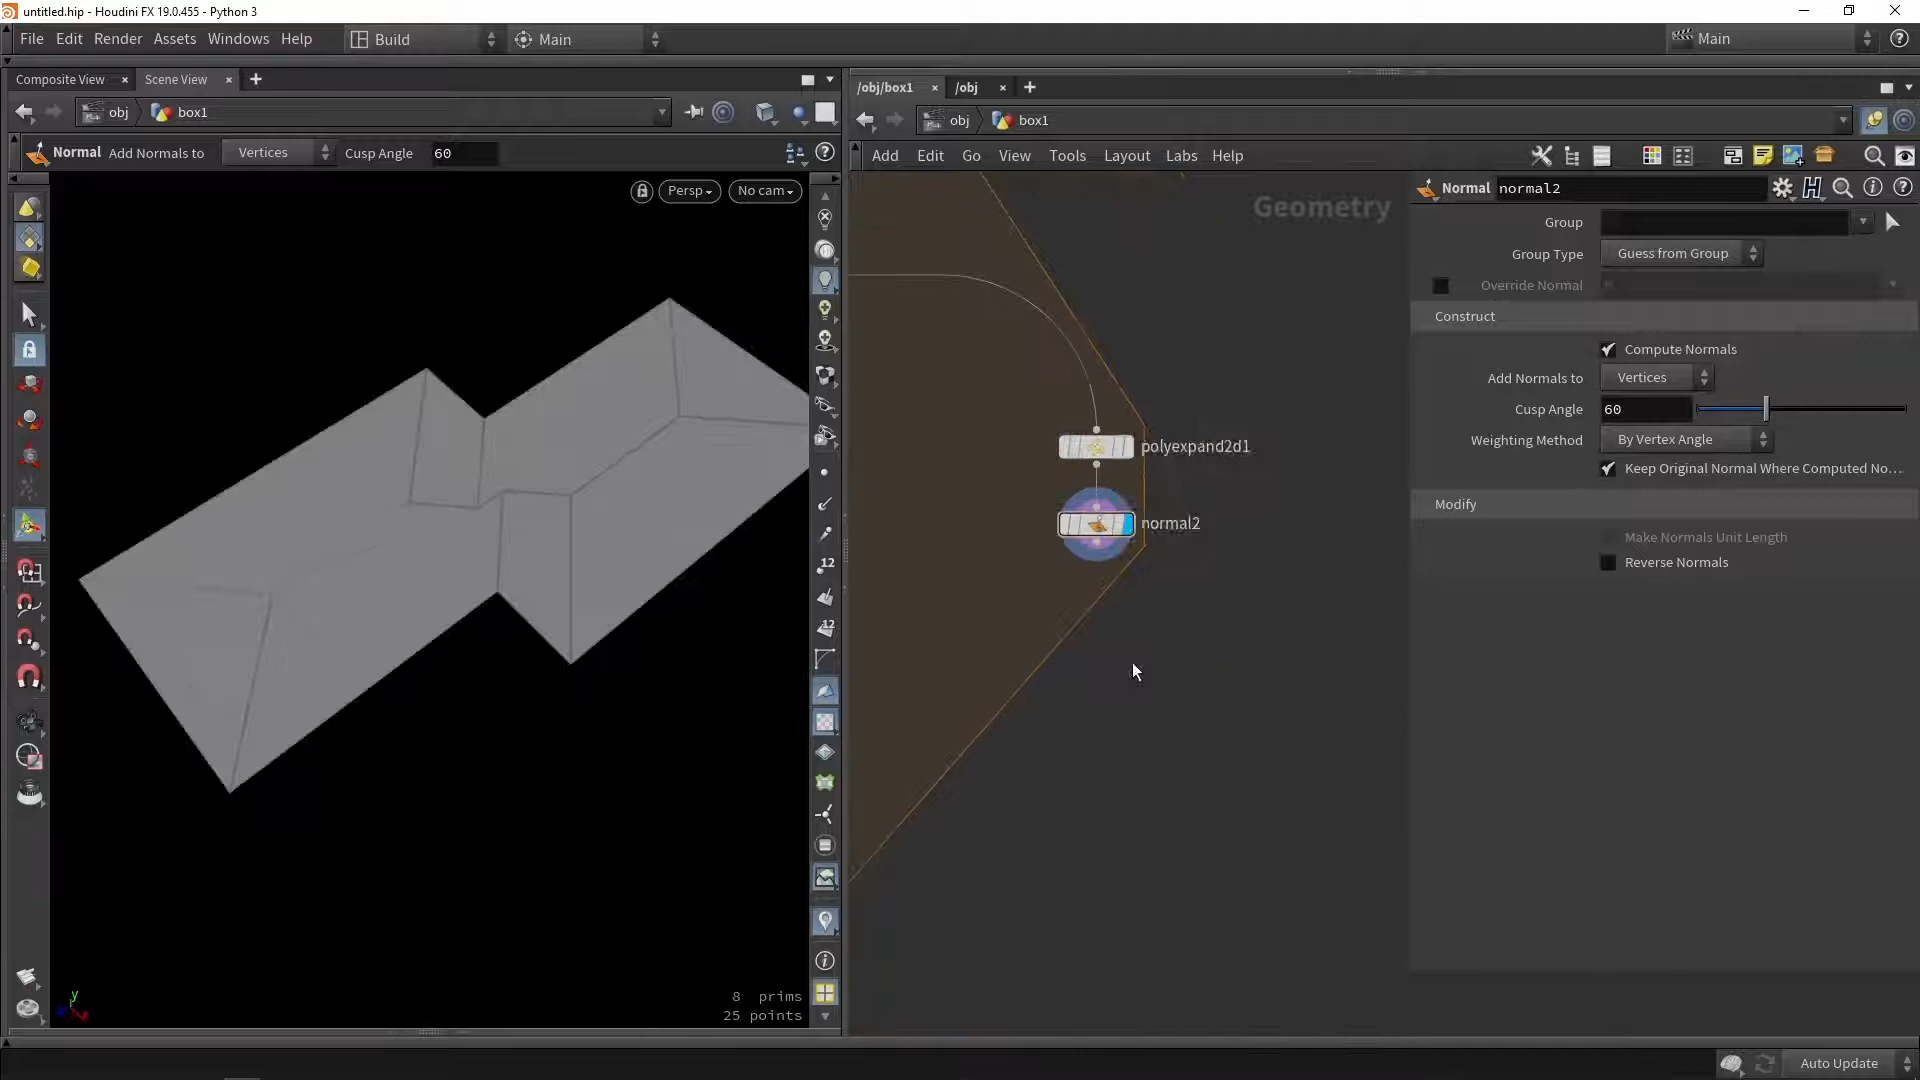 untitled.hip - Houdini FX 19.0.455 - Python 3
File Edit Render Assets Windows Help Build Main Main
Composite View Scene View
obj box1
Normal Add Normals to Vertices Cusp Angle 60
Persp No cam
12
12
y
8 prims
25 points
/obj/box1 /obj
obj box1
Add Edit Go View Tools Layout Labs Help
Geometry
polyexpand2d1
normal2
Normal normal2
Group
Group Type Guess from Group
Override Normal
Construct
Compute Normals
Add Normals to Vertices
Cusp Angle 60
Weighting Method By Vertex Angle
Keep Original Normal Where Computed No...
Modify
Make Normals Unit Length
Reverse Normals
Auto Update